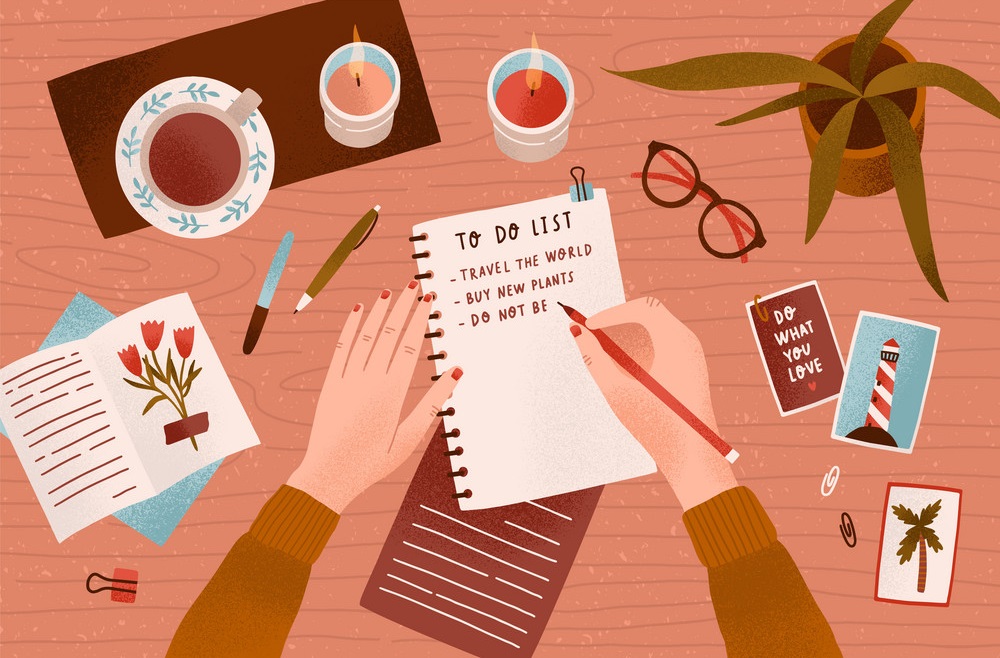 TO DO LIST
- TRAVEL THE WORLD
- BUY NEW PLANTS
- DO NOT BE
DO
WHAT
YOU
LOVE